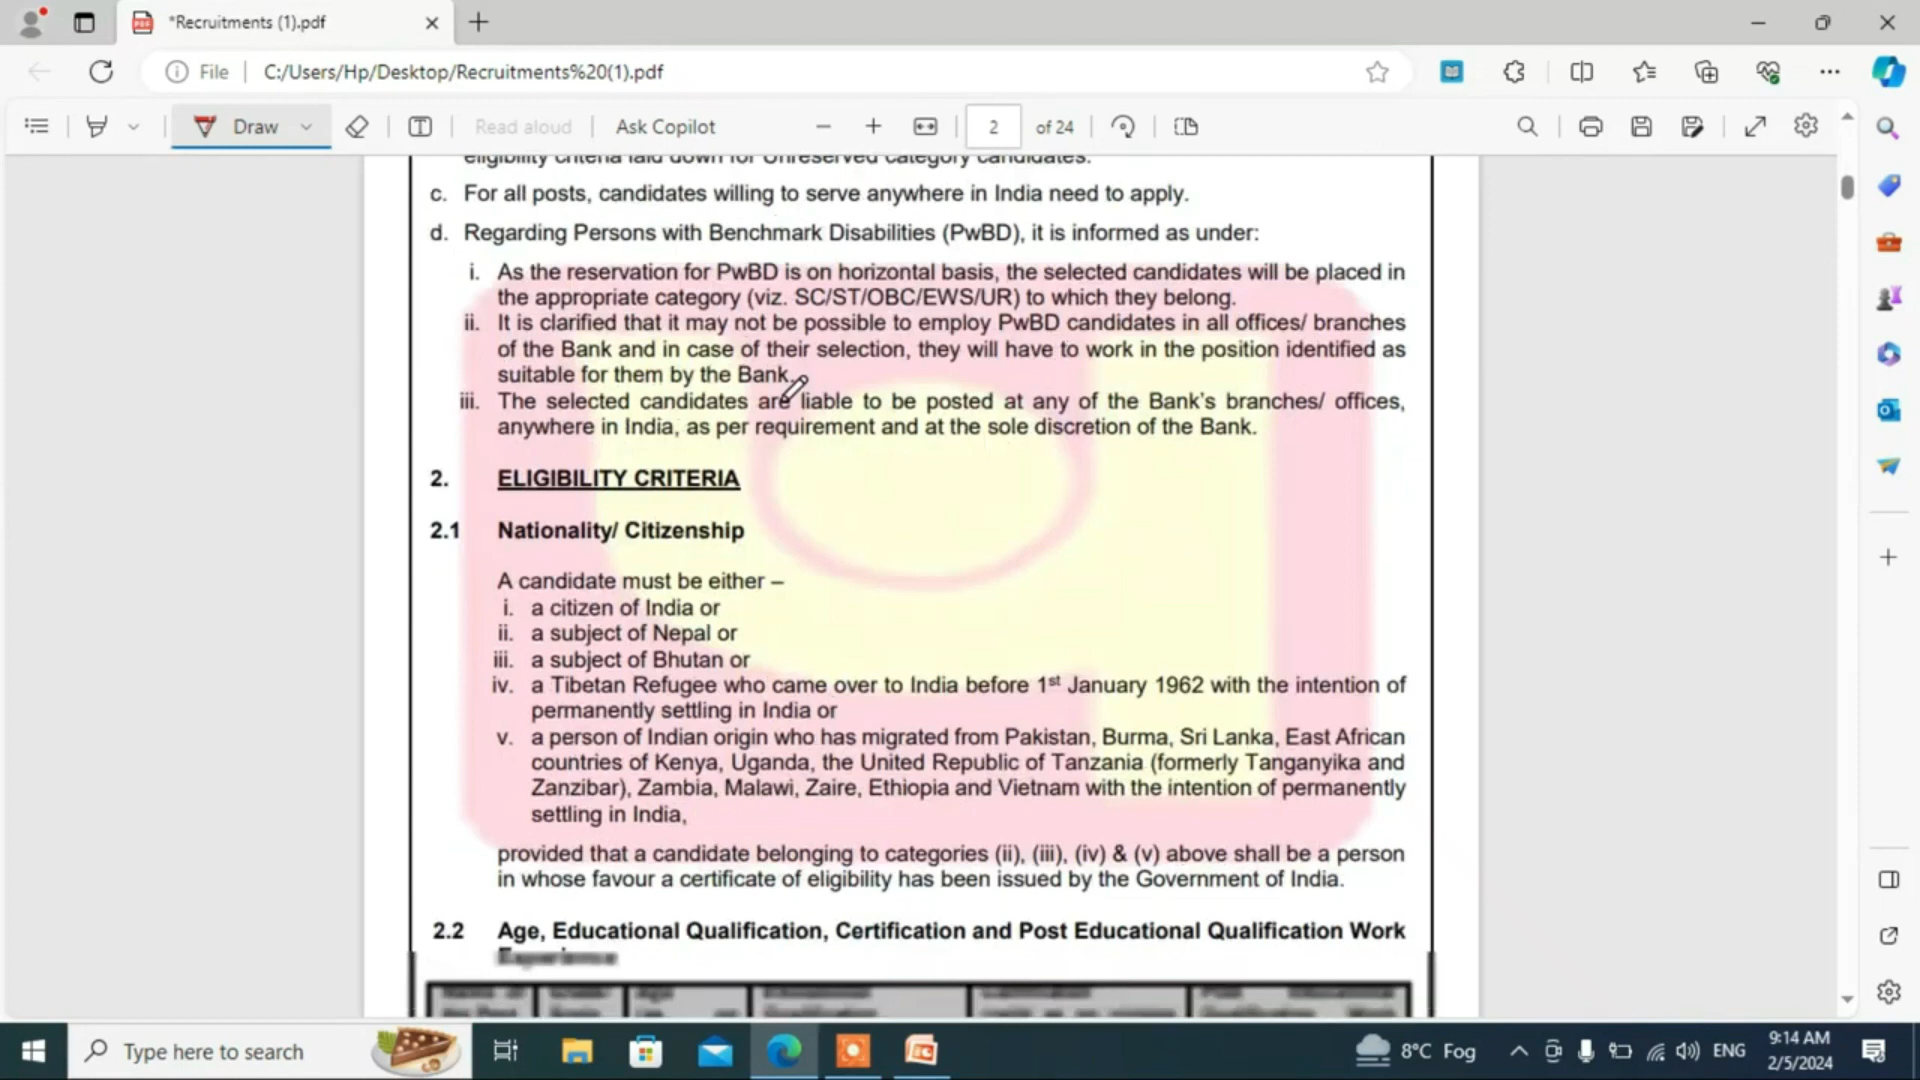 *Recruitments (1).pdf
File
C:/Users/Hp/Desktop/Recruitments%20(1).pdf
Draw
Read aloud
Ask Copilot
2
of 24
eligibility criteria laid down for Unreserved category candidates.
c. For all posts, candidates willing to serve anywhere in India need to apply.
d. Regarding Persons with Benchmark Disabilities (PwBD), it is informed as under:
i. As the reservation for PwBD is on horizontal basis, the selected candidates will be placed in
the appropriate category (viz. SC/ST/OBC/EWS/UR) to which they belong.
ii. It is clarified that it may not be possible to employ PwBD candidates in all offices/ branches
of the Bank and in case of their selection, they will have to work in the position identified as
suitable for them by the Bank.
iii. The selected candidates are liable to be posted at any of the Bank's branches/ offices,
anywhere in India, as per requirement and at the sole discretion of the Bank.
2. ELIGIBILITY CRITERIA
2.1 Nationality/ Citizenship
A candidate must be either –
i. a citizen of India or
ii. a subject of Nepal or
iii. a subject of Bhutan or
iv. a Tibetan Refugee who came over to India before 1st January 1962 with the intention of
permanently settling in India or
v. a person of Indian origin who has migrated from Pakistan, Burma, Sri Lanka, East African
countries of Kenya, Uganda, the United Republic of Tanzania (formerly Tanganyika and
Zanzibar), Zambia, Malawi, Zaire, Ethiopia and Vietnam with the intention of permanently
settling in India,
provided that a candidate belonging to categories (ii), (iii), (iv) & (v) above shall be a person
in whose favour a certificate of eligibility has been issued by the Government of India.
2.2 Age, Educational Qualification, Certification and Post Educational Qualification Work
Experience
Type here to search
8°C Fog
ENG
9:14 AM
2/5/2024